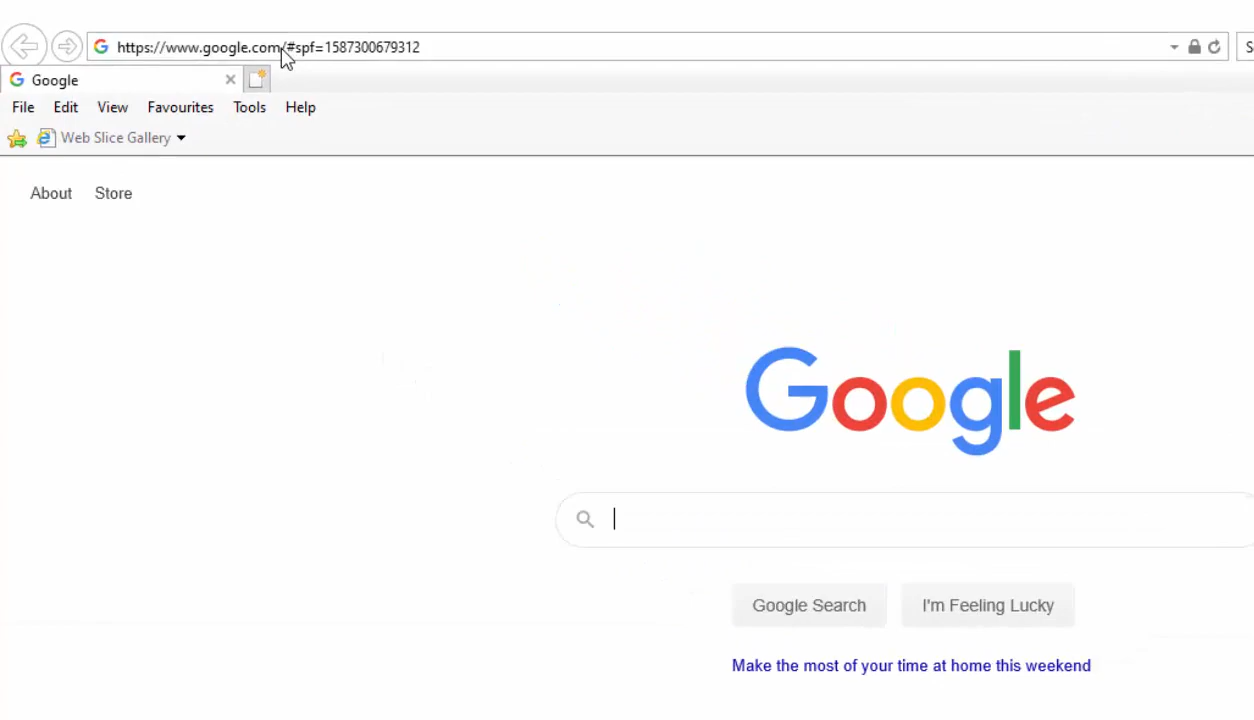 https://www.google.com/#spf=1587300679312
S
Google
File Edit View Favourites Tools Help
Web Slice Gallery
About Store
Google
Google Search I'm Feeling Lucky
Make the most of your time at home this weekend